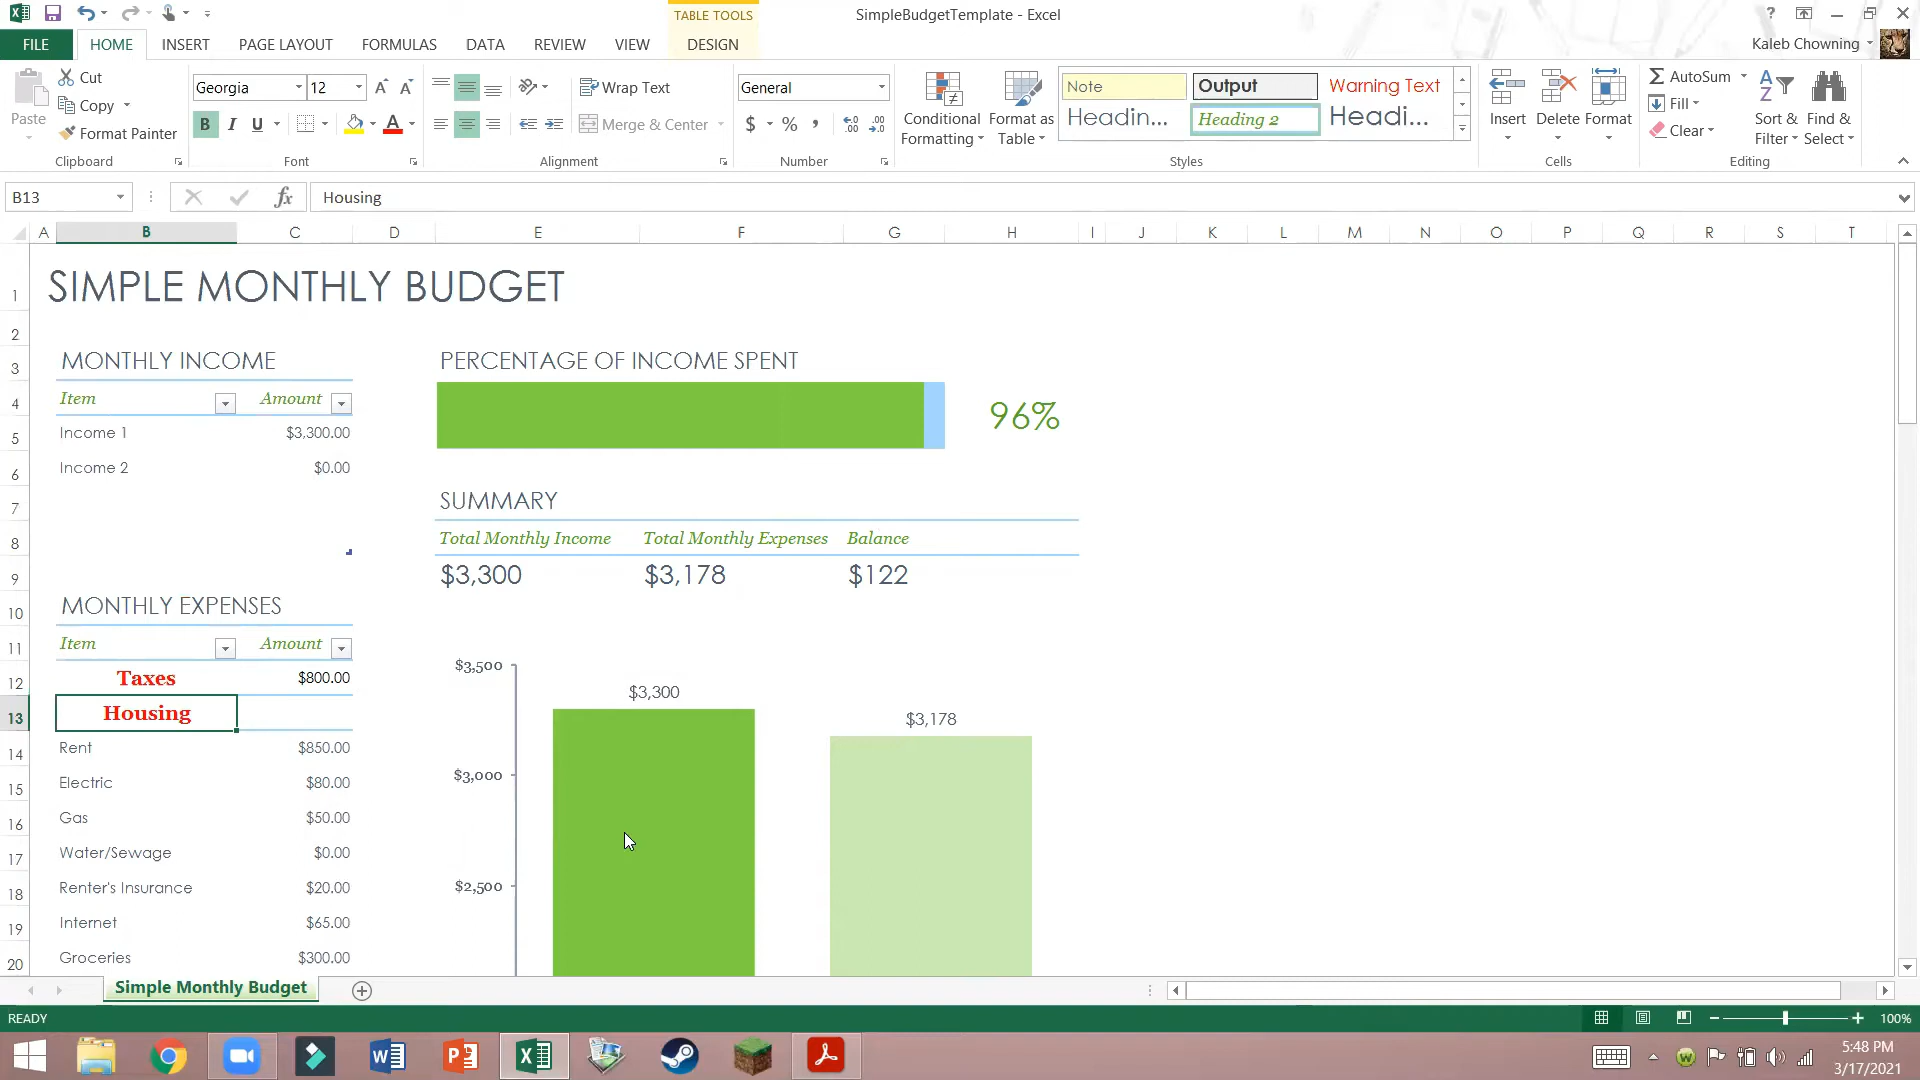 TABLE TOOLS
SimpleBudgetTemplate - Excel
?
FILE HOME INSERT PAGE LAYOUT FORMULAS DATA REVIEW VIEW DESIGN
Kaleb Chowning
Paste
Cut
Copy
Format Painter
Clipboard
Georgia 12 A A
B I U A
Font
Wrap Text
Merge & Center
Alignment
General
$ % , .00 .0
Number
Conditional Formatting
Format as Table
Note Output Warning Text
Headin... Heading 2 Headi...
Styles
Insert Delete Format
Cells
AutoSum
Fill
Clear
Sort & Filter
Find & Select
Editing
B13 fx Housing
A B C D E F G H I J K L M N O P Q R S T
1 SIMPLE MONTHLY BUDGET
2
3 MONTHLY INCOME PERCENTAGE OF INCOME SPENT
4 Item Amount 96%
5 Income 1 $3,300.00
6 Income 2 $0.00
7 SUMMARY
8 Total Monthly Income Total Monthly Expenses Balance
9 $3,300 $3,178 $122
10 MONTHLY EXPENSES
11 Item Amount
12 Taxes $800.00
13 Housing
14 Rent $850.00
15 Electric $80.00
16 Gas $50.00
17 Water/Sewage $0.00
18 Renter's Insurance $20.00
19 Internet $65.00
20 Groceries $300.00
$3,500
$3,300
$3,178
$3,000
$2,500
Simple Monthly Budget
READY
100%
5:48 PM
3/17/2021